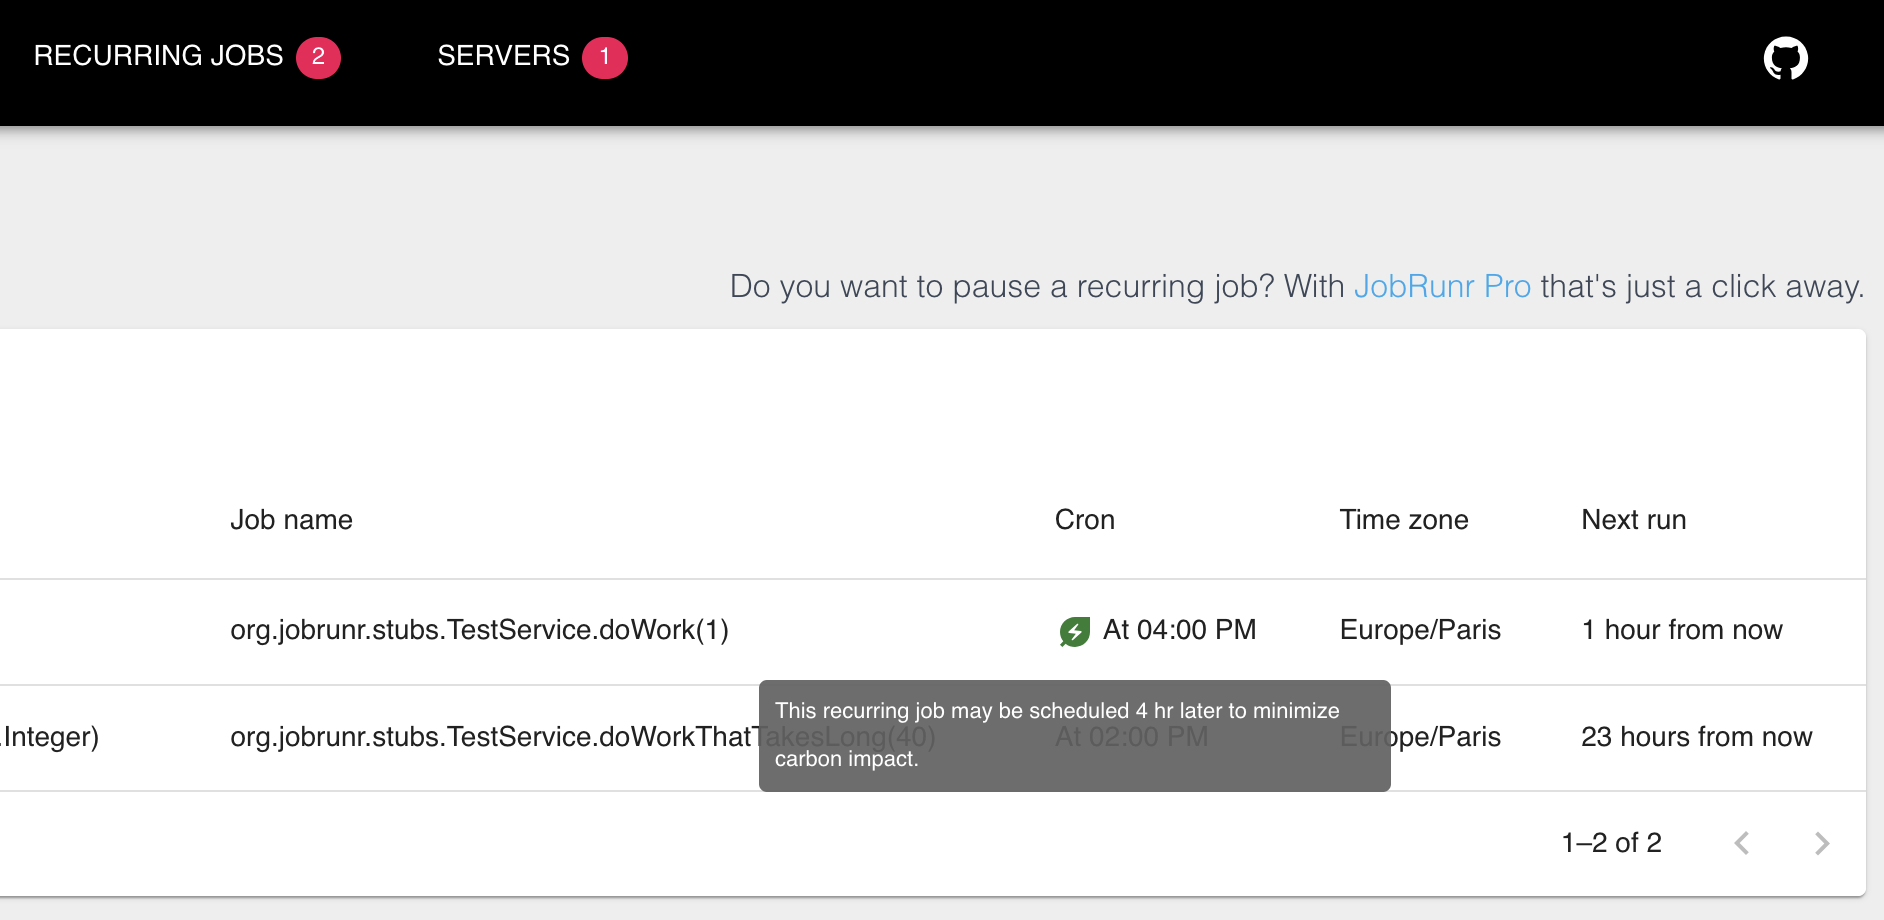 RECURRING JOBS 2 SERVERS 1
Do you want to pause a recurring job? With JobRunr Pro that's just a click away.
Job name Cron Time zone Next run
org.jobrunr.stubs.TestService.doWork(1) At 04:00 PM Europe/Paris 1 hour from now
This recurring job may be scheduled 4 hr later to minimize
carbon impact.
.Integer) org.jobrunr.stubs.TestService.doWorkThatTakesLong(40) At 02:00 PM Europe/Paris 23 hours from now
1–2 of 2